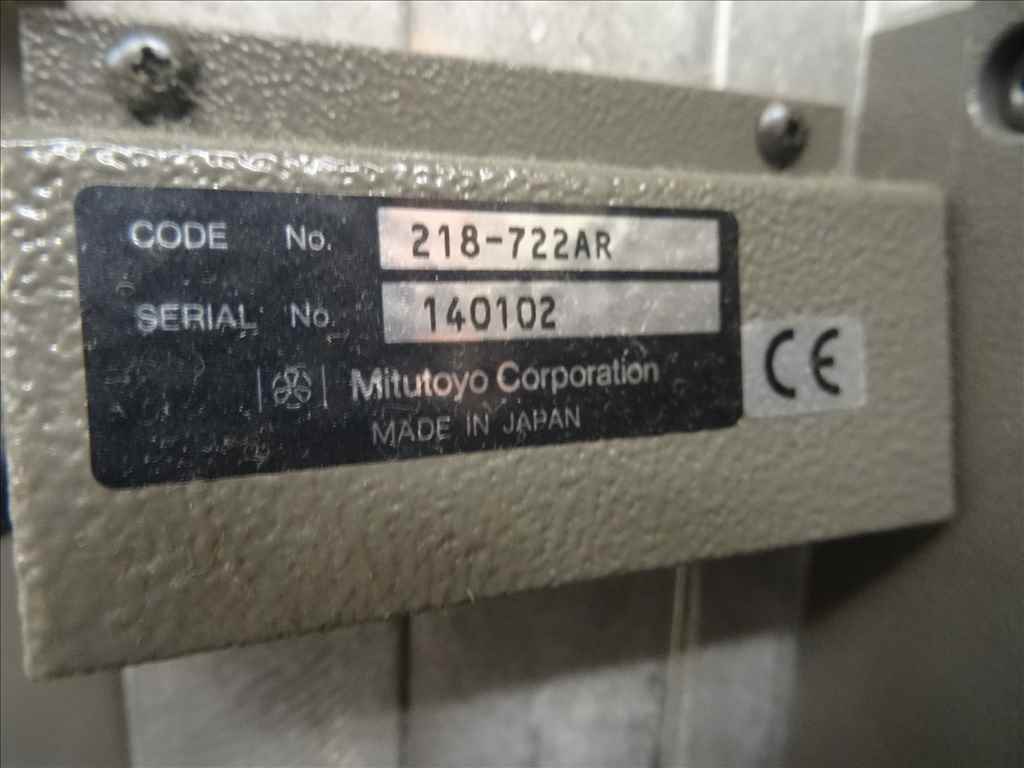 CODE No. 218-722AR
SERIAL No. 140102
Mitutoyo Corporation
MADE IN JAPAN
CE